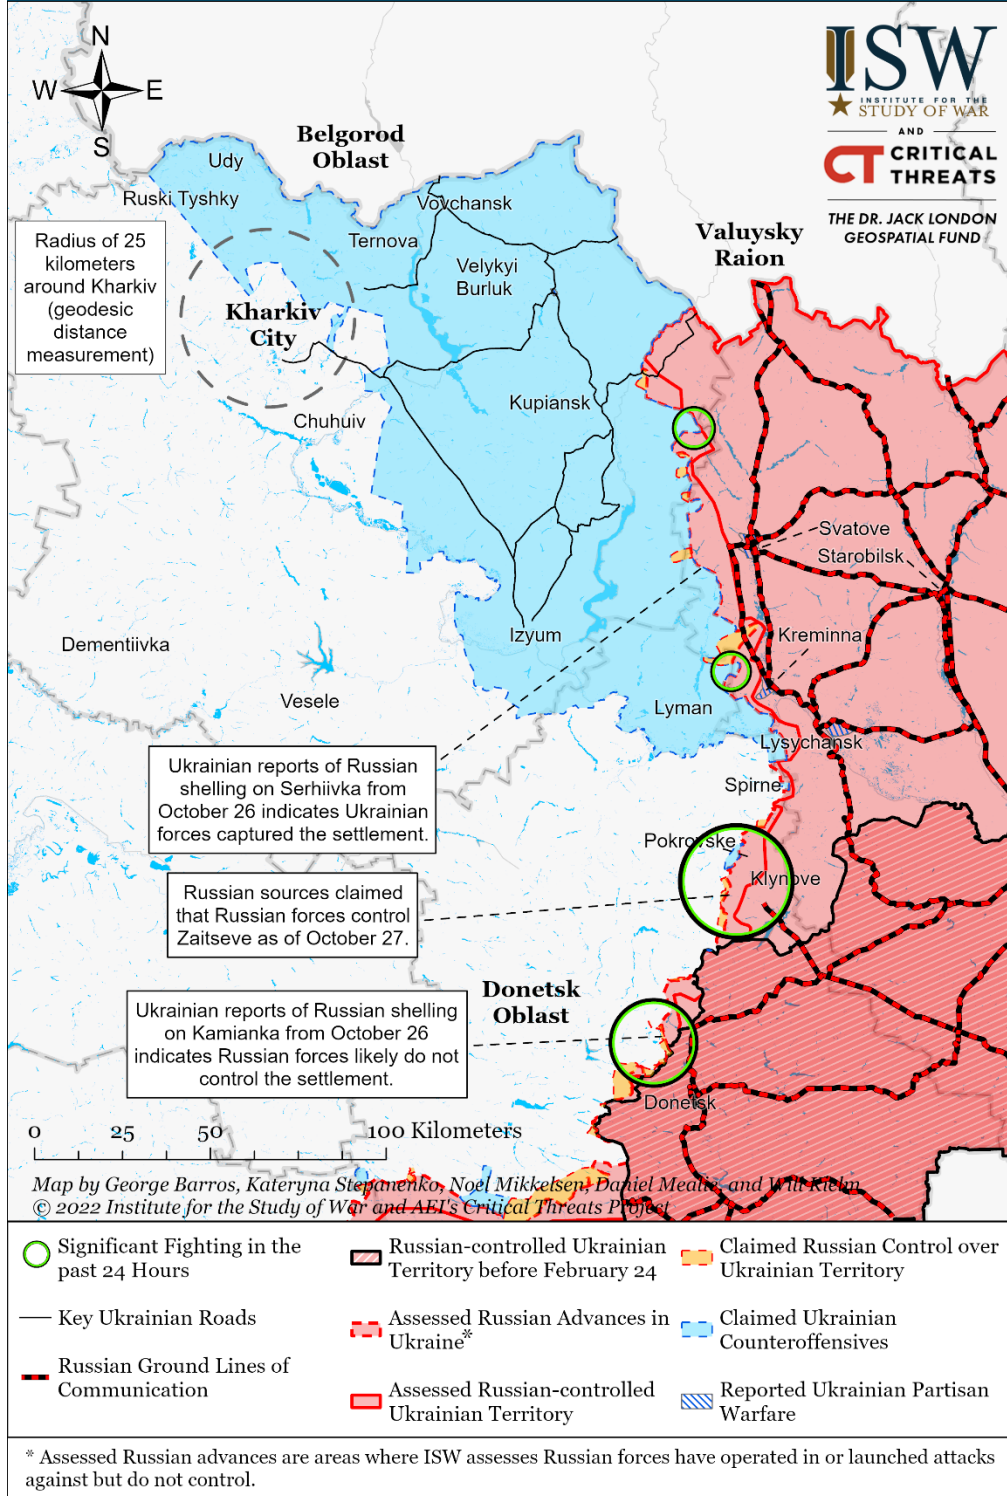 N
W E
S
ISW
INSTITUTE FOR THE
STUDY OF WAR
AND
CT CRITICAL
THREATS
THE DR. JACK LONDON
GEOSPATIAL FUND
Belgorod
Oblast
Udy
Ruski Tyshky
Vovchansk
Ternova
Valuysky
Raion
Radius of 25
kilometers
around Kharkiv
(geodesic
distance
measurement)
Velykyi
Burluk
Kharkiv
City
Kupiansk
Chuhuiv
Svatove
Starobilsk
Izyum
Kreminna
Dementiivka
Vesele
Lyman
Lysychansk
Ukrainian reports of Russian
shelling on Serhiivka from
October 26 indicates Ukrainian
forces captured the settlement.
Spirne
Pokrovske
Klynove
Russian sources claimed
that Russian forces control
Zaitseve as of October 27.
Donetsk
Oblast
Ukrainian reports of Russian shelling
on Kamianka from October 26
indicates Russian forces likely do not
control the settlement.
Donetsk
0 25 50 100 Kilometers
Map by George Barros, Kateryna Stepanenko, Noel Mikkelsen, Daniel Mealie, and Will Kielm
© 2022 Institute for the Study of War and AEI's Critical Threats Project
Significant Fighting in the
past 24 Hours
Key Ukrainian Roads
Russian Ground Lines of
Communication
Russian-controlled Ukrainian
Territory before February 24
Assessed Russian Advances in
Ukraine*
Assessed Russian-controlled
Ukrainian Territory
Claimed Russian Control over
Ukrainian Territory
Claimed Ukrainian
Counteroffensives
Reported Ukrainian Partisan
Warfare
* Assessed Russian advances are areas where ISW assesses Russian forces have operated in or launched attacks
against but do not control.